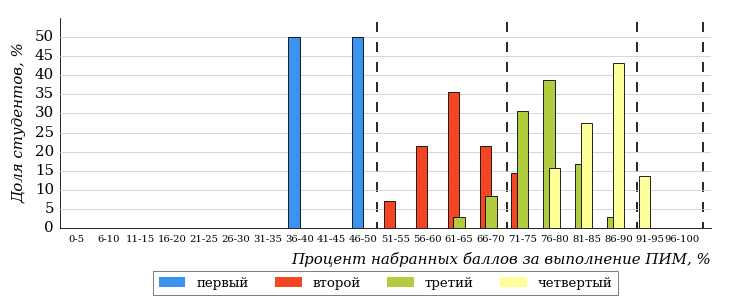 Доля студентов, %
50
45
40
35
30
25
20
15
10
5
0
0-5 6-10 11-15 16-20 21-25 26-30 31-35 36-40 41-45 46-50 51-55 56-60 61-65 66-70 71-75 76-80 81-85 86-90 91-95 96-100
Процент набранных баллов за выполнение ПИМ, %
первый второй третий четвертый